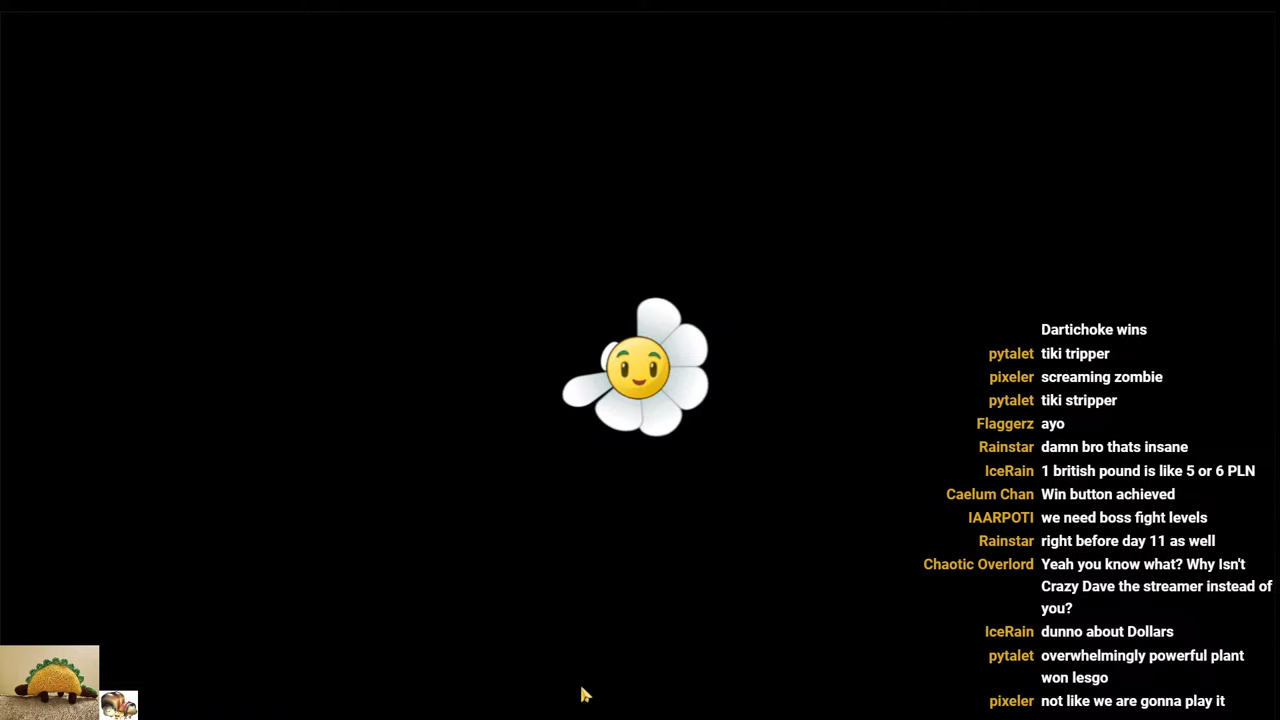 Dartichoke wins
pytalet tiki tripper
pixeler screaming zombie
pytalet tiki stripper
Flaggerz ayo
Rainstar damn bro thats insane
IceRain 1 british pound is like 5 or 6 PLN
Caelum Chan Win button achieved
IAARPOTI we need boss fight levels
Rainstar right before day 11 as well
Chaotic Overlord Yeah you know what? Why Isn't
Crazy Dave the streamer instead of
you?
IceRain dunno about Dollars
pytalet overwhelmingly powerful plant
won lesgo
pixeler not like we are gonna play it